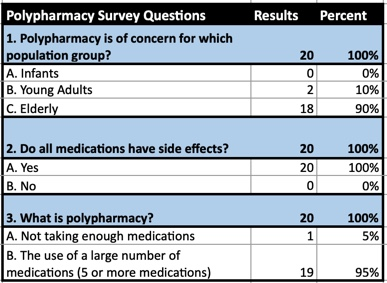 Polypharmacy Survey Questions Results Percent
1. Polypharmacy is of concern for which
population group? 20 100%
A. Infants 0 0%
B. Young Adults 2 10%
C. Elderly 18 90%
2. Do all medications have side effects? 20 100%
A. Yes 20 100%
B. No 0 0%
3. What is polypharmacy? 20 100%
A. Not taking enough medications 1 5%
B. The use of a large number of
medications (5 or more medications) 19 95%